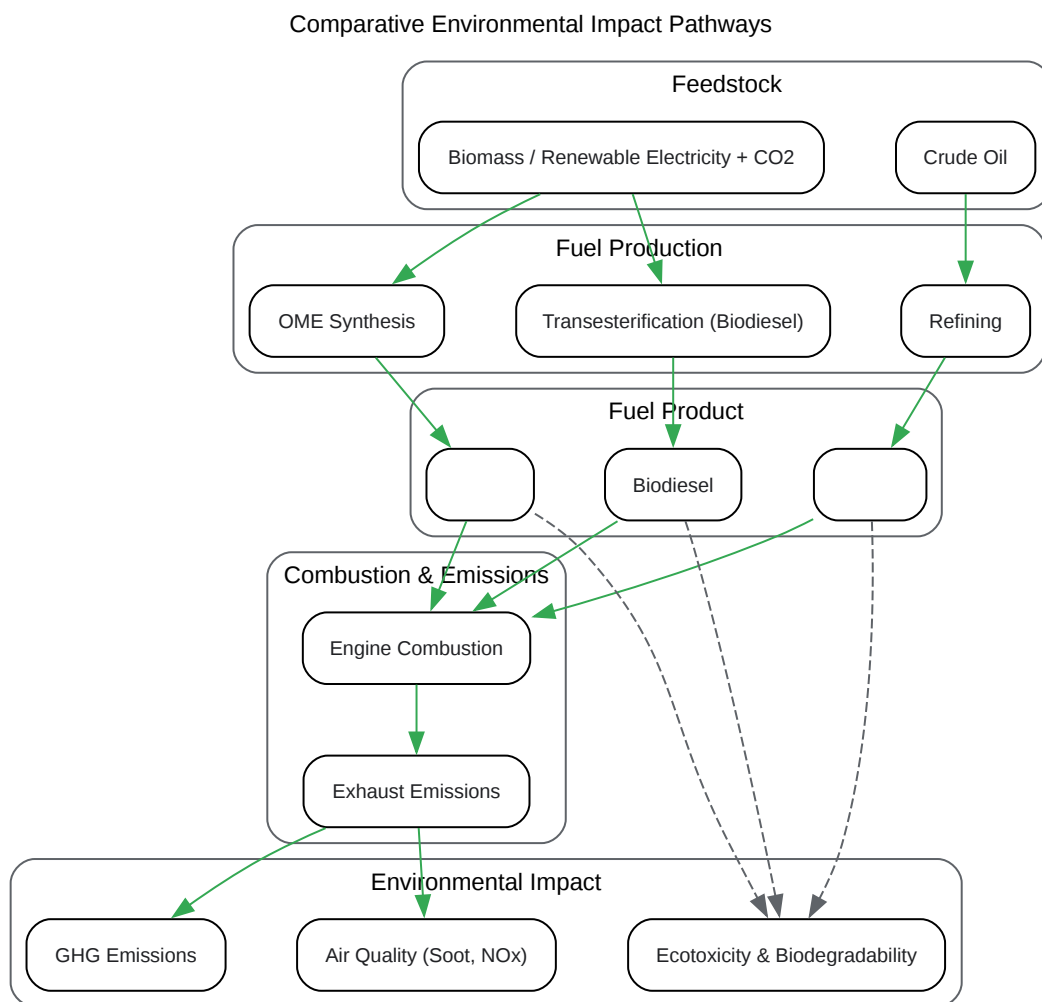 Comparative Environmental Impact Pathways
Feedstock
Biomass / Renewable Electricity + CO2
Crude Oil
Fuel Production
OME Synthesis
Transesterification (Biodiesel)
Refining
Fuel Product
Biodiesel
Combustion & Emissions
Engine Combustion
Exhaust Emissions
Environmental Impact
GHG Emissions
Air Quality (Soot, NOx)
Ecotoxicity & Biodegradability